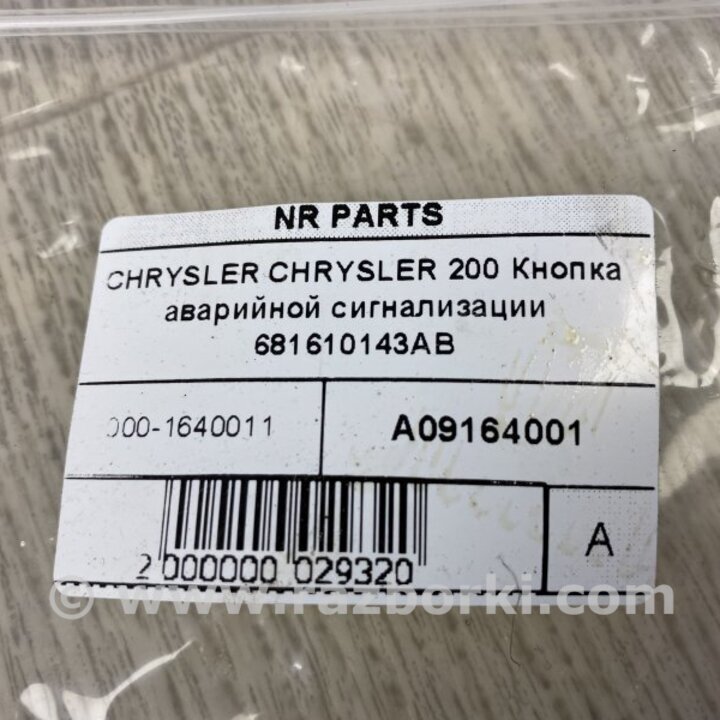 NR PARTS
CHRYSLER CHRYSLER 200 Кнопка
аварийной сигнализации
681610143AB
000-1640011
A09164001
2 000000 029320
A
© www.razborki.com